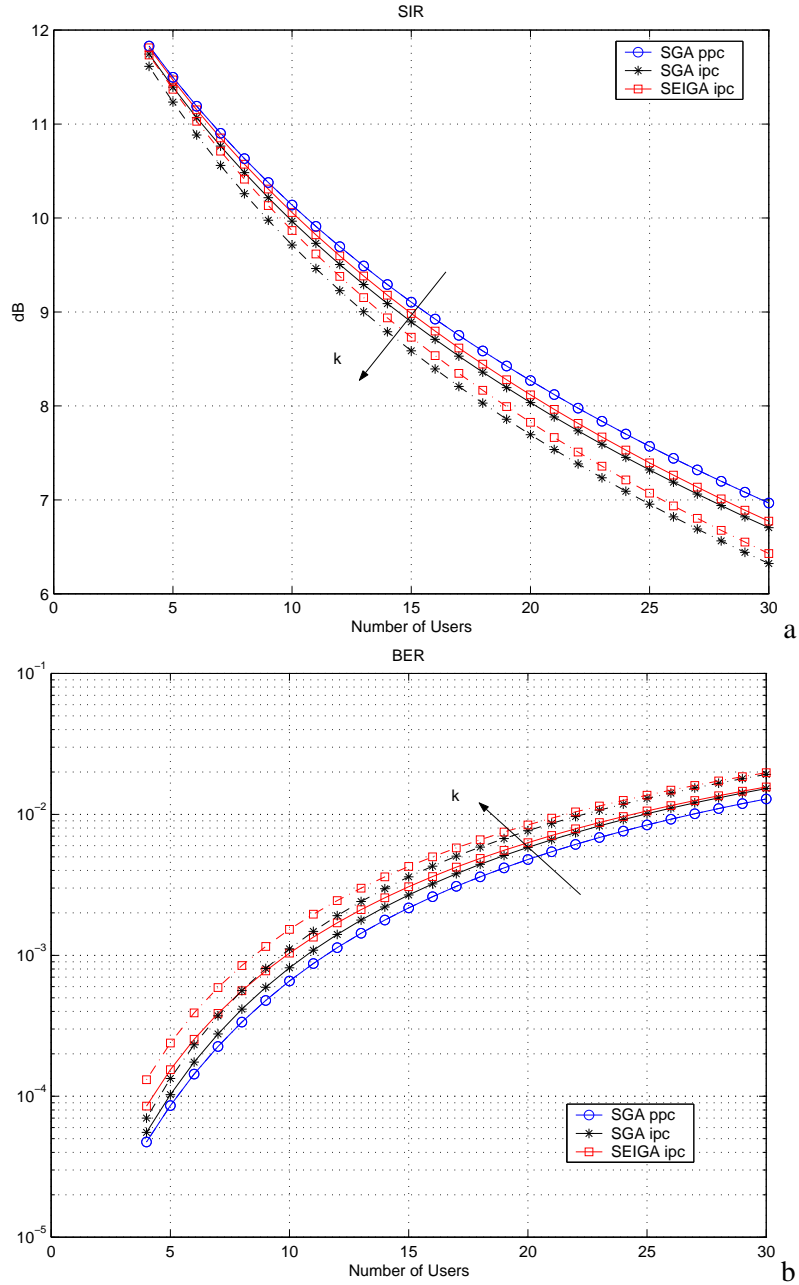 SIR
12
11
10
9
8
7
6
dB
SGA ppc
SGA ipc
SEIGA ipc
k
0 5 10 15 20 25 30
Number of Users
a
BER
10⁻¹
10⁻²
10⁻³
10⁻⁴
10⁻⁵
k
SGA ppc
SGA ipc
SEIGA ipc
0 5 10 15 20 25 30
Number of Users
b